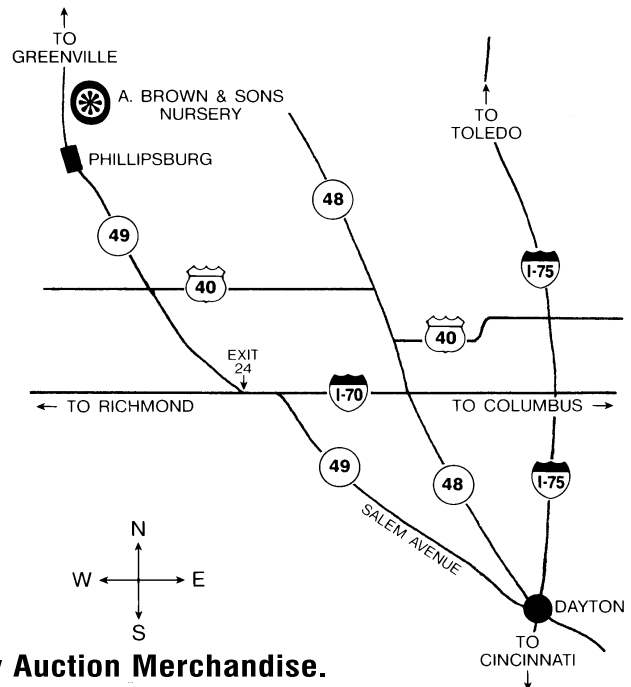 TO
GREENVILLE
A. BROWN & SONS
NURSERY
TO
TOLEDO
PHILLIPSBURG
48
49
I-75
40
40
EXIT
24
I-70
TO RICHMOND
TO COLUMBUS
49
48
I-75
SALEM AVENUE
N
W E
S
DAYTON
TO
CINCINNATI
Auction Merchandise.